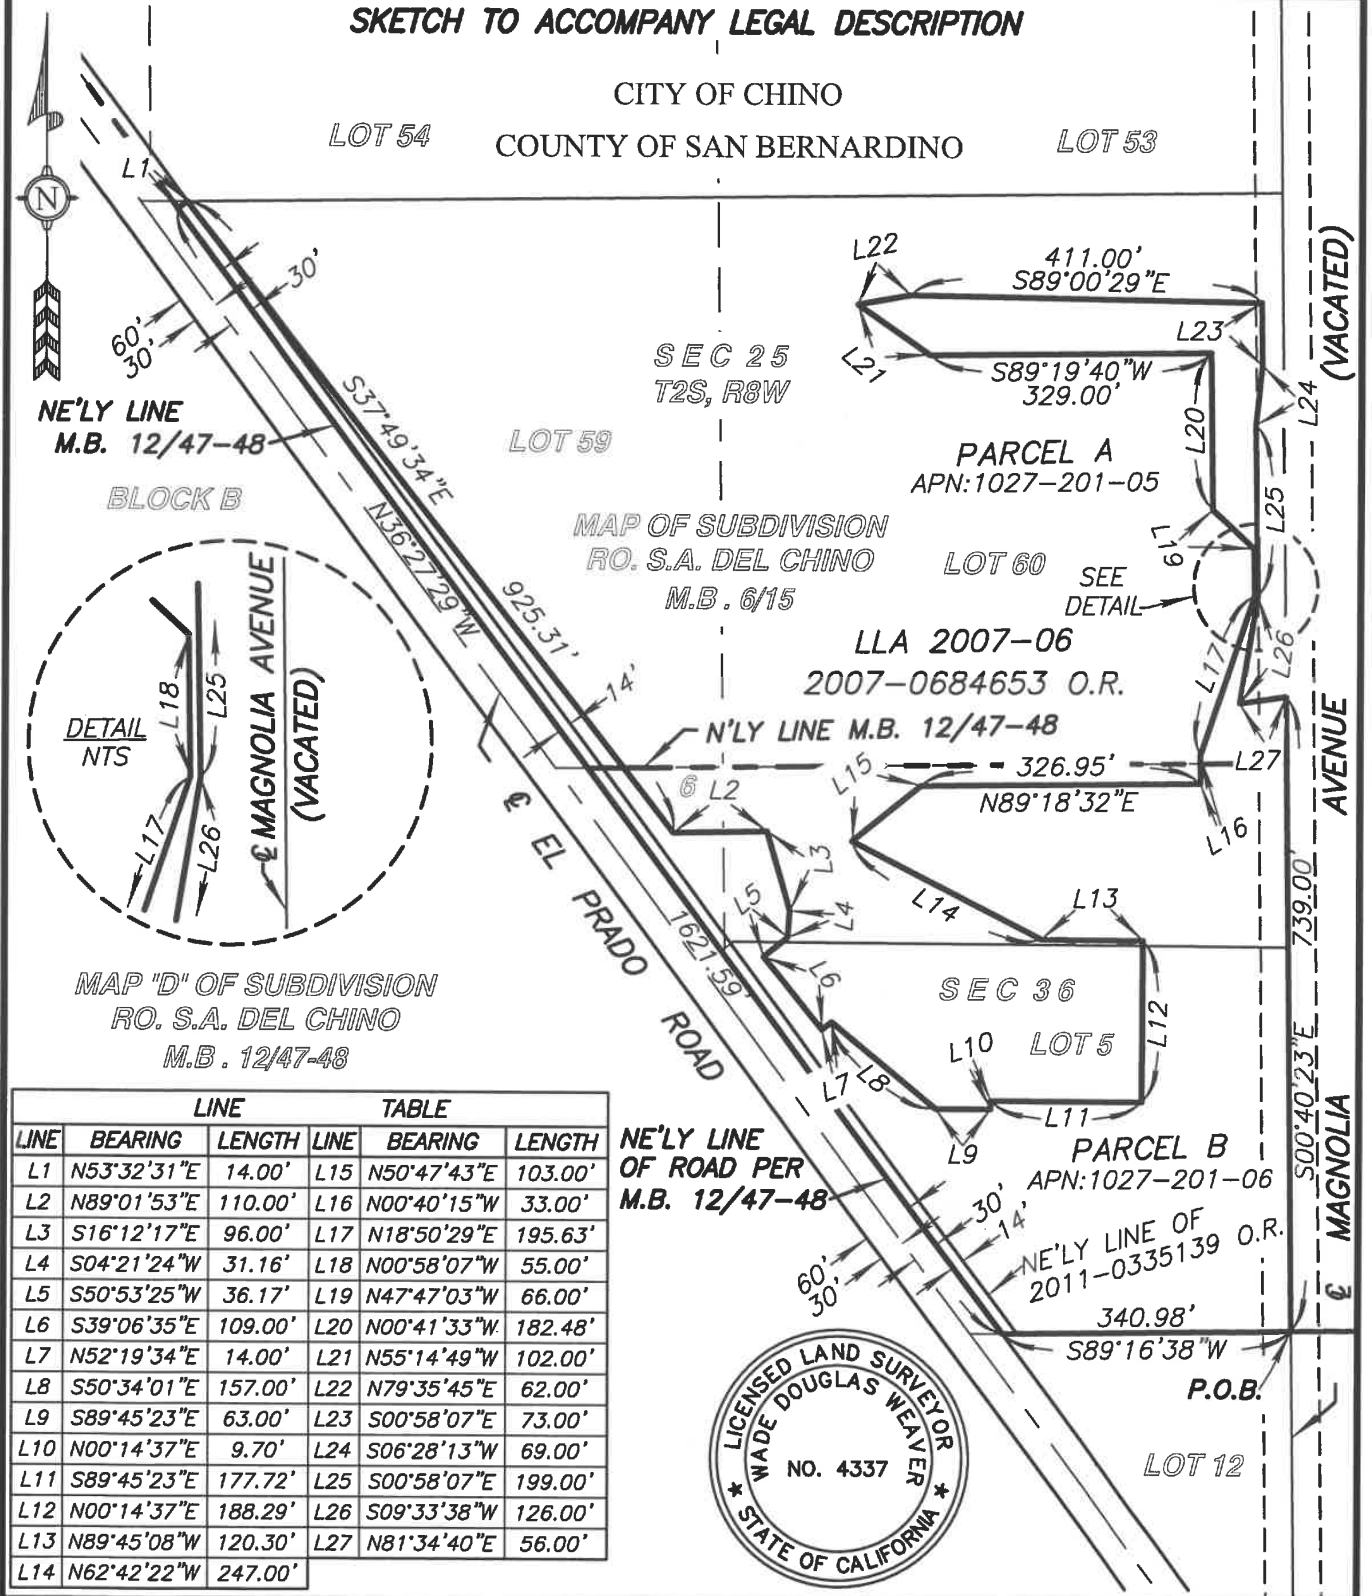 SKETCH TO ACCOMPANY LEGAL DESCRIPTION
CITY OF CHINO
COUNTY OF SAN BERNARDINO
LOT 54
LOT 53
L1
N
30'
60'
30'
NE'LY LINE
M.B. 12/47-48
BLOCK B
S37°49'34"E
925.31'
N36°27'29"W
1621.59'
LOT 59
SEC 25
T2S, R8W
L22
411.00'
S89°00'29"E
L23
L21
S89°19'40"W
329.00'
L24
L20
(VACATED)
PARCEL A
APN:1027-201-05
L25
L19
MAP OF SUBDIVISION
RO. S.A. DEL CHINO
M.B. 6/15
LOT 60
SEE
DETAIL
LLA 2007-06
2007-0684653 O.R.
L17
L26
14'
N'LY LINE M.B. 12/47-48
L15
326.95'
N89°18'32"E
L27
L16
AVENUE
DETAIL
NTS
L18
L25
L17
L26
℄ MAGNOLIA AVENUE
(VACATED)
6
L2
L3
L4
L5
L6
L14
L13
℄ EL PRADO ROAD
739.00'
S00°40'23"E
MAP "D" OF SUBDIVISION
RO. S.A. DEL CHINO
M.B. 12/47-48
SEC 36
LOT 5
L10
L12
L7
L8
L11
L9
PARCEL B
APN:1027-201-06
℄ MAGNOLIA
NE'LY LINE
OF ROAD PER
M.B. 12/47-48
30'
14'
60'
30'
NE'LY LINE OF
2011-0335139 O.R.
340.98'
S89°16'38"W
P.O.B.
LOT 12
LINE TABLE
LINE BEARING LENGTH LINE BEARING LENGTH
L1 N53°32'31"E 14.00' L15 N50°47'43"E 103.00'
L2 N89°01'53"E 110.00' L16 N00°40'15"W 33.00'
L3 S16°12'17"E 96.00' L17 N18°50'29"E 195.63'
L4 S04°21'24"W 31.16' L18 N00°58'07"W 55.00'
L5 S50°53'25"W 36.17' L19 N47°47'03"W 66.00'
L6 S39°06'35"E 109.00' L20 N00°41'33"W 182.48'
L7 N52°19'34"E 14.00' L21 N55°14'49"W 102.00'
L8 S50°34'01"E 157.00' L22 N79°35'45"E 62.00'
L9 S89°45'23"E 63.00' L23 S00°58'07"E 73.00'
L10 N00°14'37"E 9.70' L24 S06°28'13"W 69.00'
L11 S89°45'23"E 177.72' L25 S00°58'07"E 199.00'
L12 N00°14'37"E 188.29' L26 S09°33'38"W 126.00'
L13 N89°45'08"W 120.30' L27 N81°34'40"E 56.00'
L14 N62°42'22"W 247.00'
LICENSED LAND SURVEYOR
WADE DOUGLAS WEAVER
NO. 4337
STATE OF CALIFORNIA